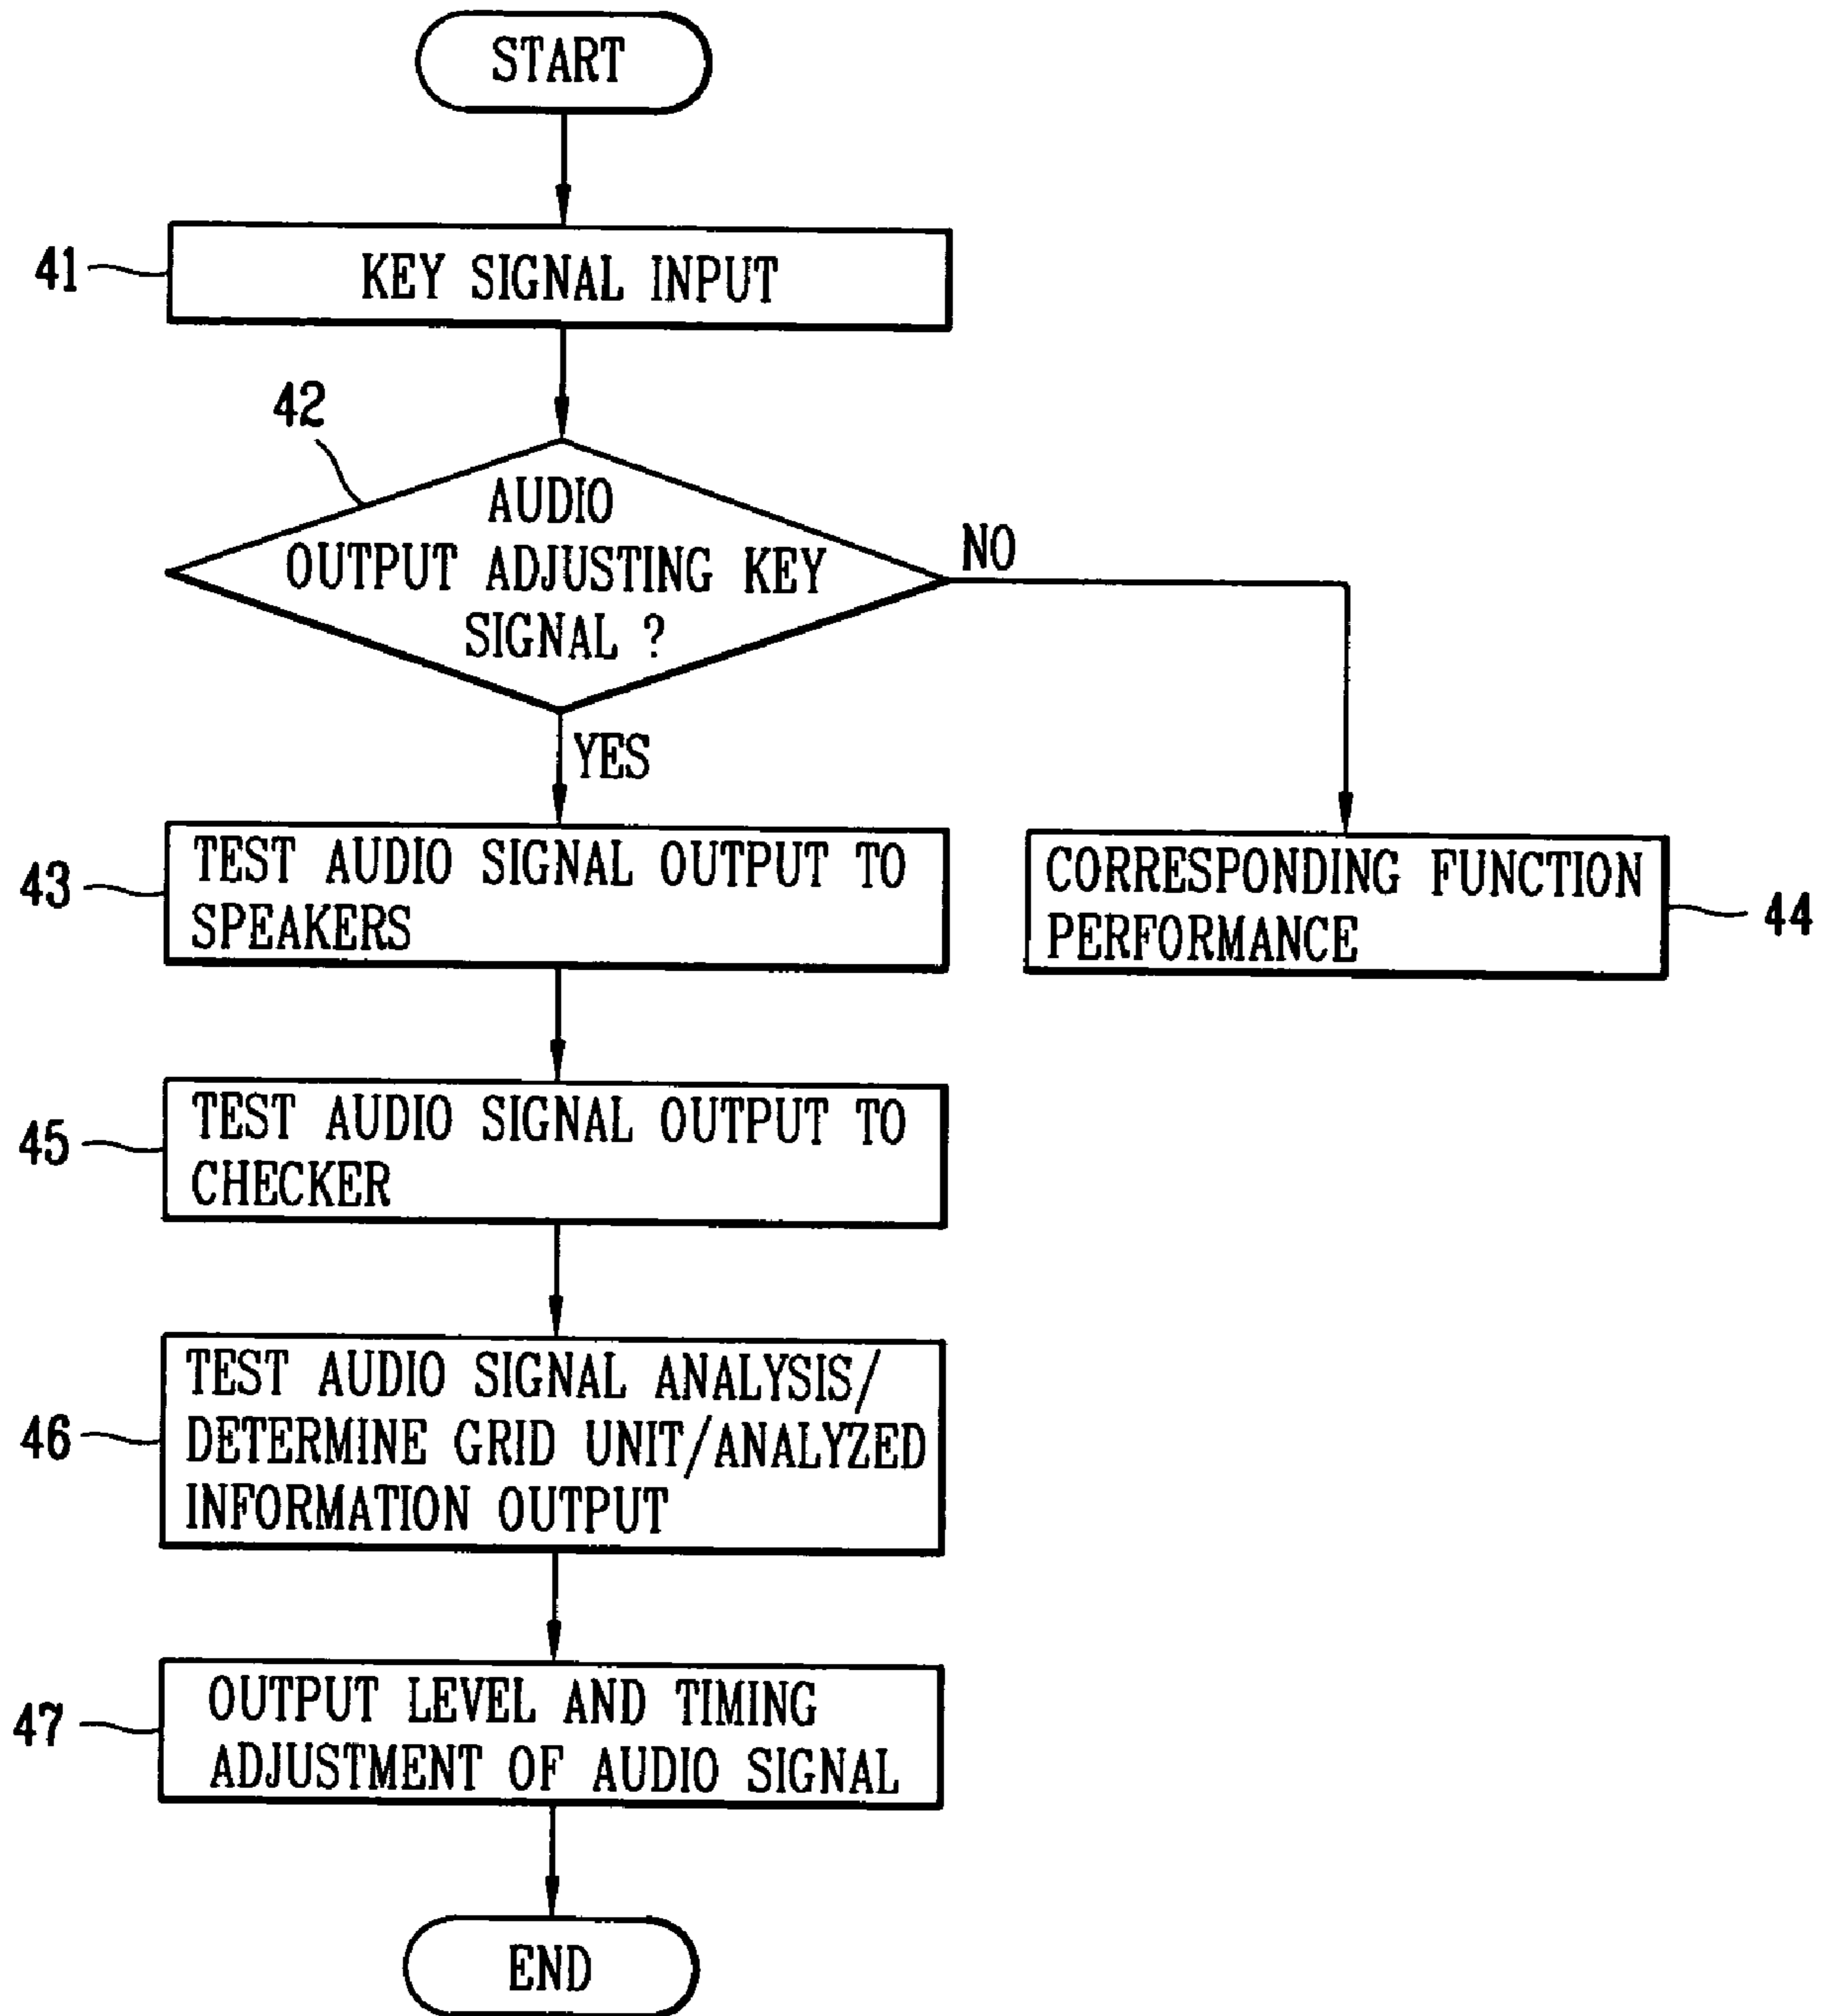 START
41
KEY SIGNAL INPUT
42
AUDIO
OUTPUT ADJUSTING KEY
SIGNAL ?
NO
YES
43
TEST AUDIO SIGNAL OUTPUT TO
SPEAKERS
CORRESPONDING FUNCTION
PERFORMANCE
44
45
TEST AUDIO SIGNAL OUTPUT TO
CHECKER
46
TEST AUDIO SIGNAL ANALYSIS/
DETERMINE GRID UNIT/ANALYZED
INFORMATION OUTPUT
47
OUTPUT LEVEL AND TIMING
ADJUSTMENT OF AUDIO SIGNAL
END